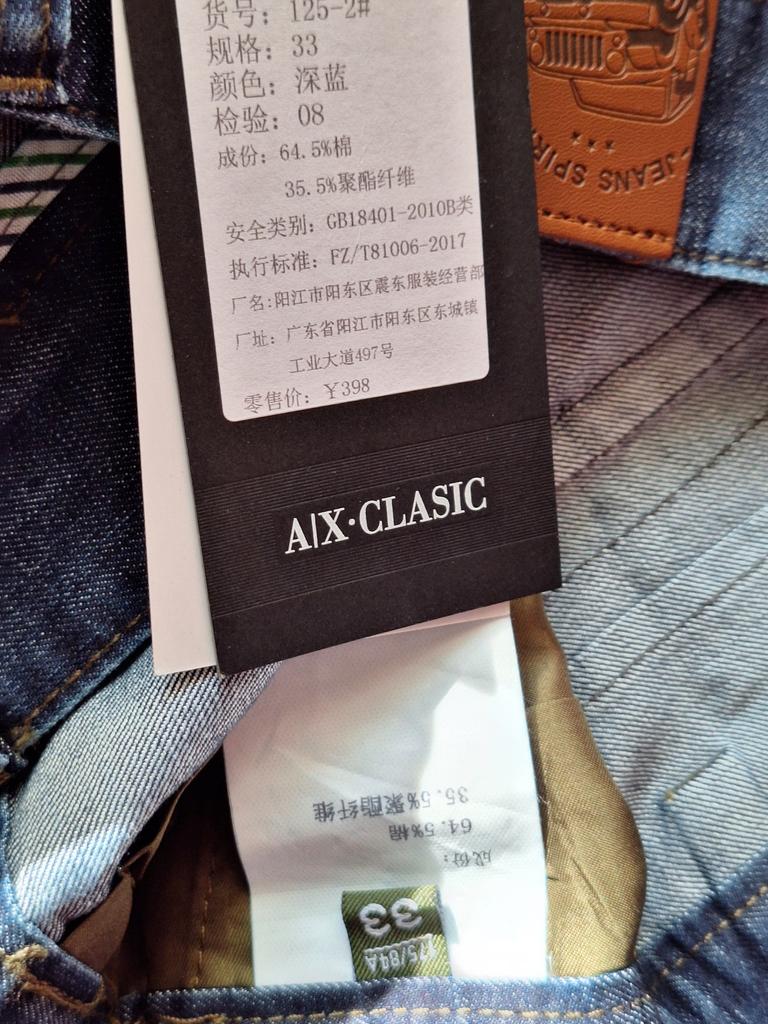 货号：125-2#
规格：33
颜色：深蓝
检验：08
成份：64.5%棉
35.5%聚酯纤维
安全类别：GB18401-2010B类
执行标准：FZ/T81006-2017
厂名:阳江市阳东区震东服装经营部
厂址：广东省阳江市阳东区东城镇
工业大道497号
零售价：￥398
A|X·CLASIC
JEANS SPIR
成份：
64.5%棉
35.5%聚酯纤维
33
175/84A